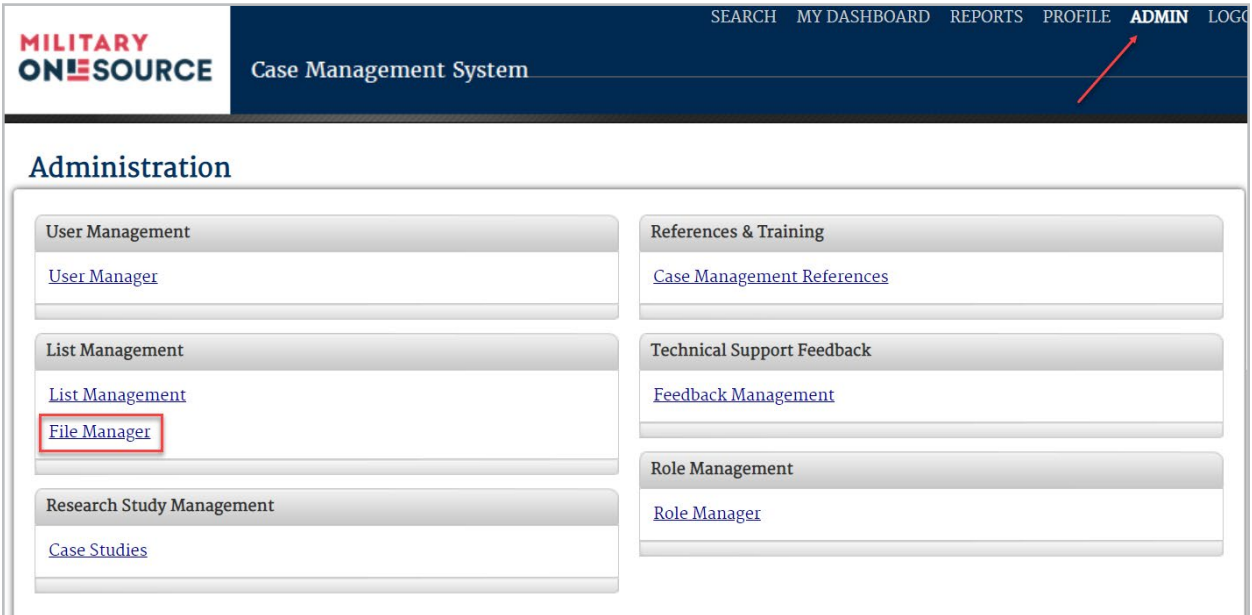 SEARCH MY DASHBOARD REPORTS PROFILE ADMIN
MILITARY
ONESOURCE
Case Management System
Administration
User Management
User Manager
List Management
List Management
File Manager
Research Study Management
Case Studies
References & Training
Case Management References
Technical Support Feedback
Feedback Management
Role Management
Role Manager